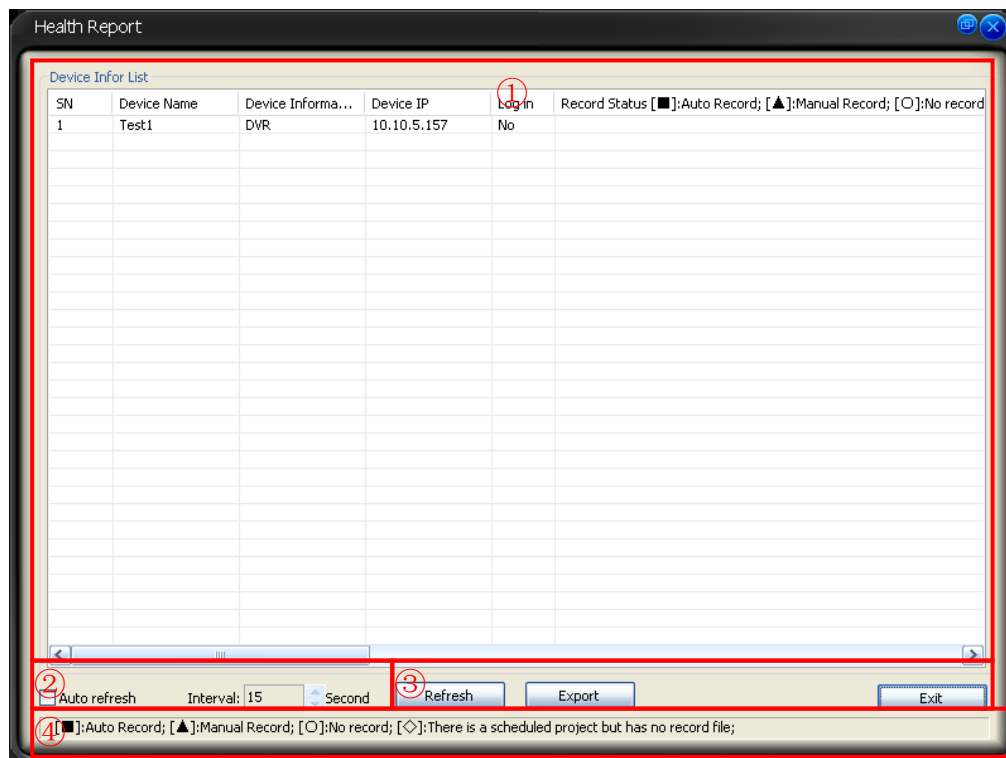 Health Report
Device Infor List
①
SN Device Name Device Informa... Device IP Log in Record Status [■]:Auto Record; [▲]:Manual Record; [○]:No record
1 Test1 DVR 10.10.5.157 No
② ③
Auto refresh Interval: 15 Second Refresh Export Exit
④ [■]:Auto Record; [▲]:Manual Record; [○]:No record; [◇]:There is a scheduled project but has no record file;